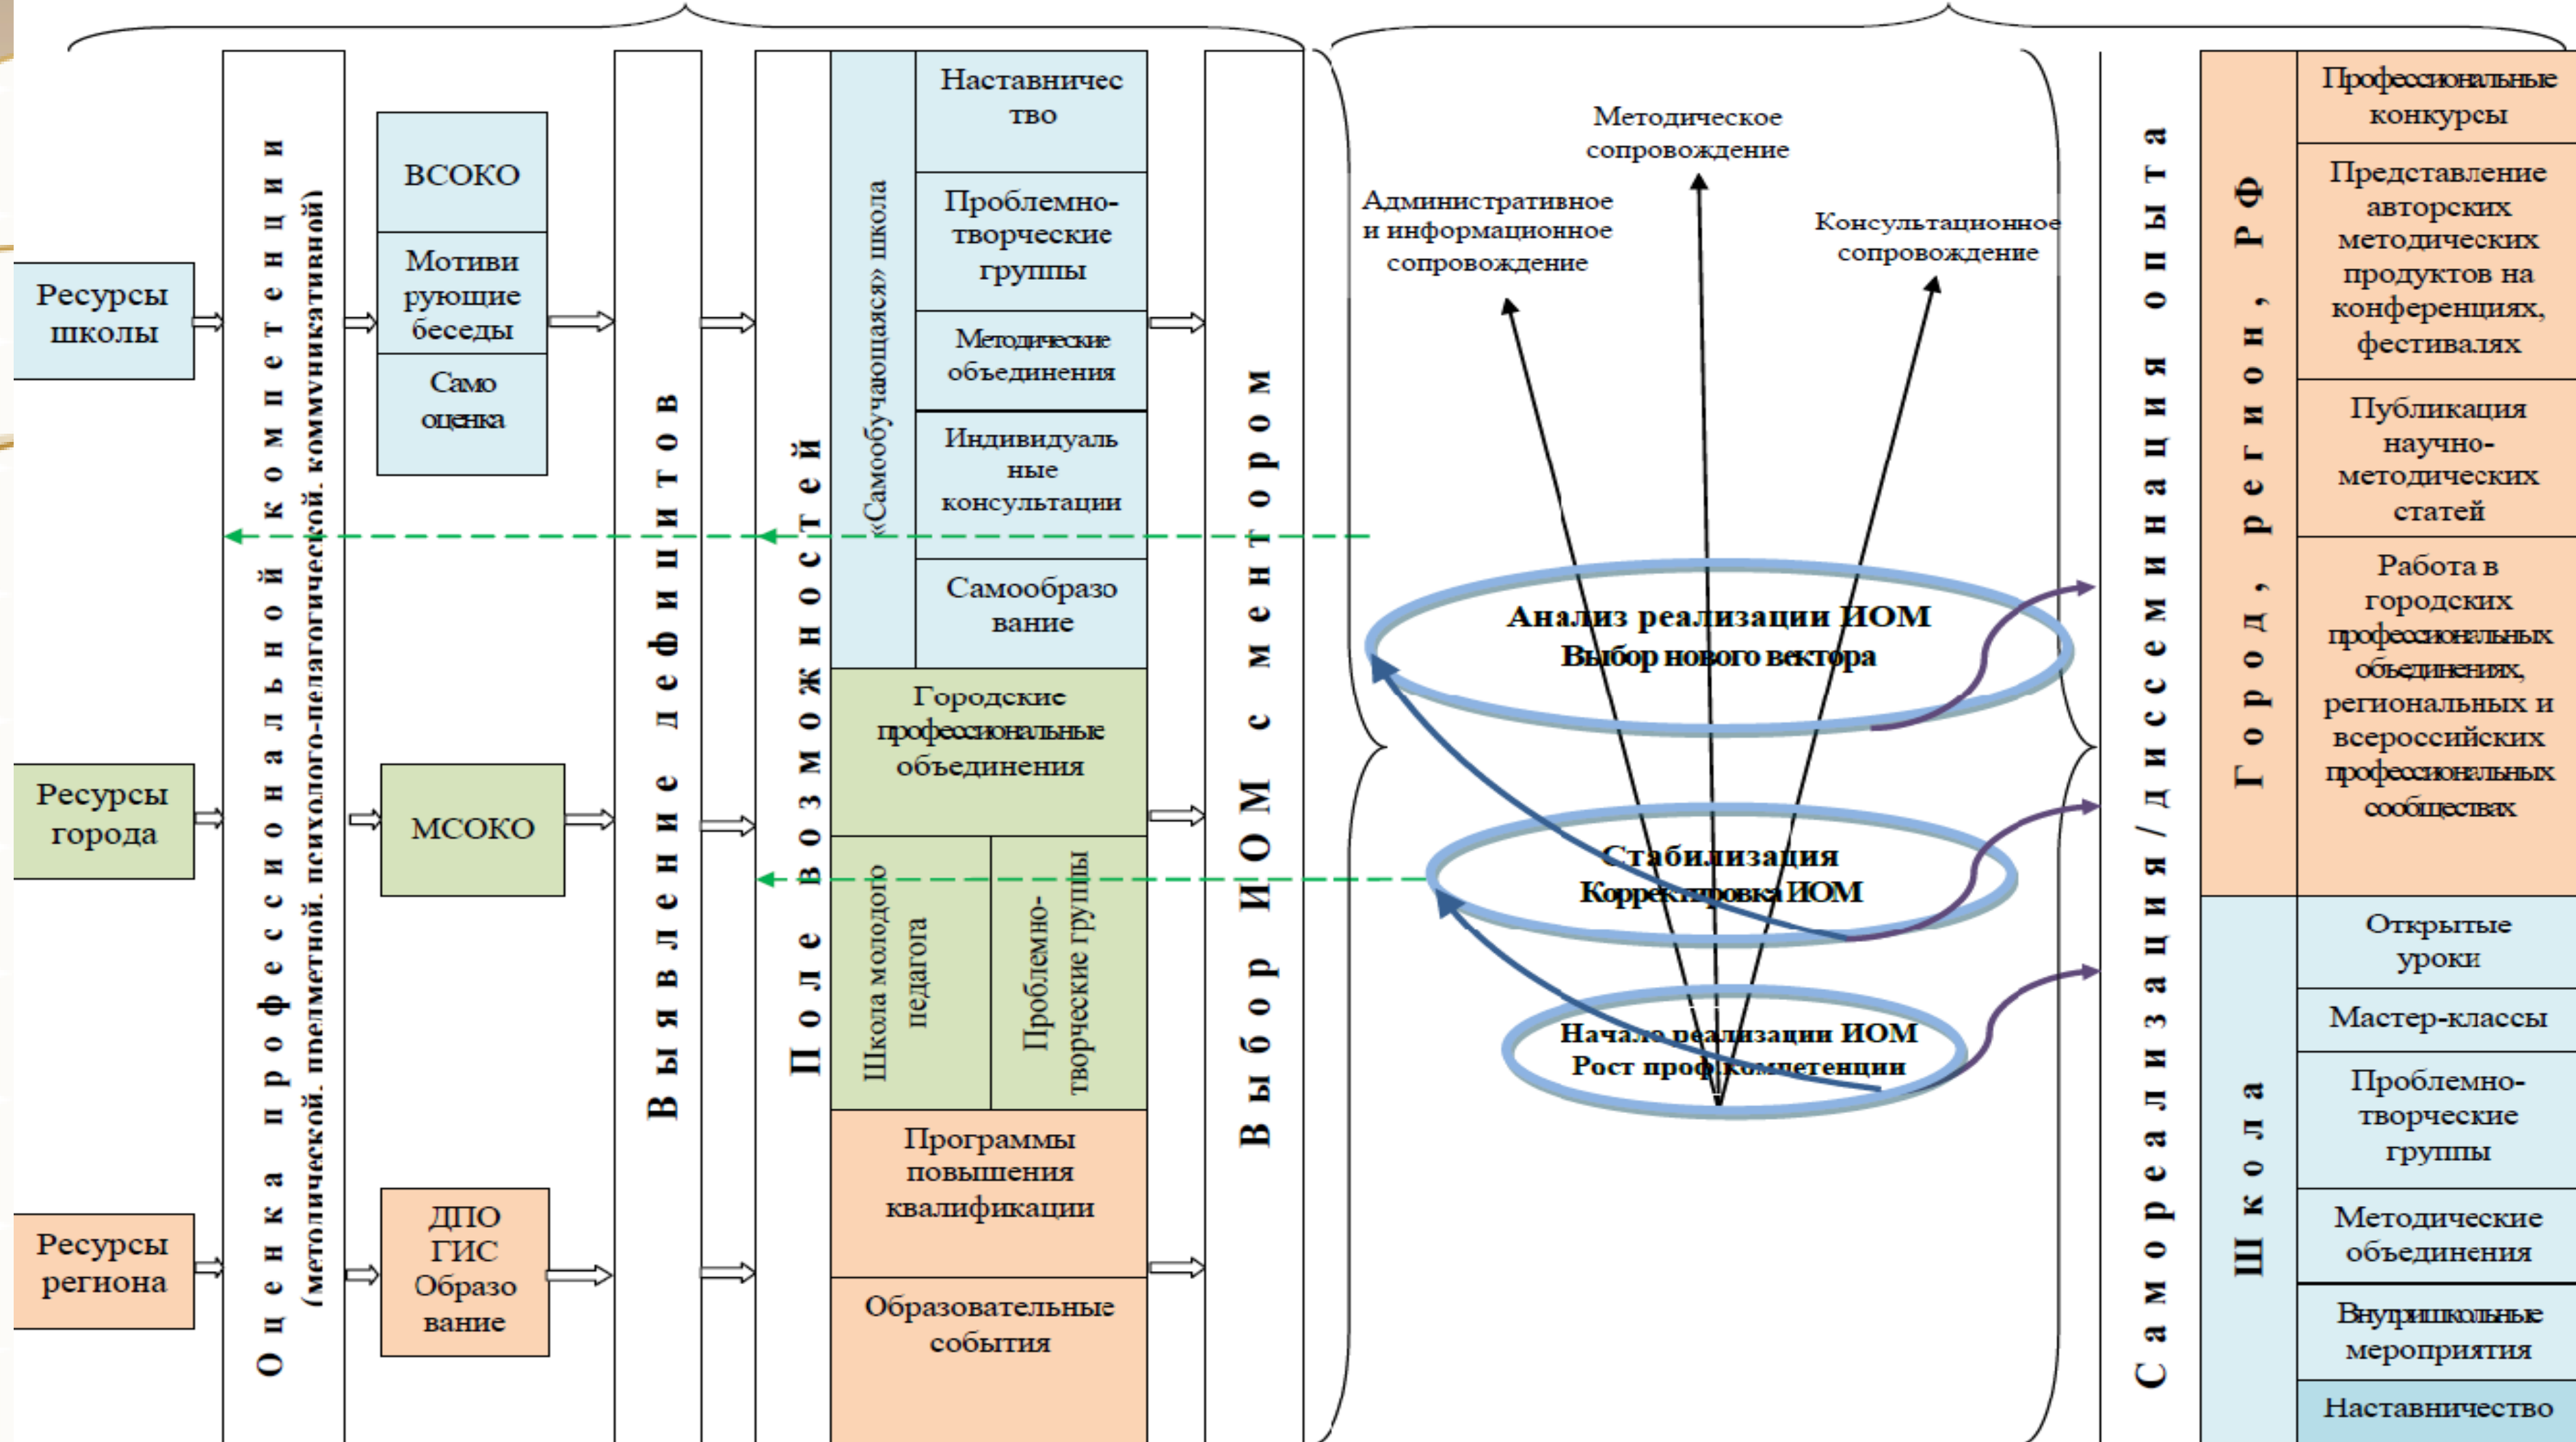 Ресурсы
школы
Ресурсы
города
Ресурсы
региона
Оценка профессиональной компетенции
(методической, предметной, психолого-педагогической, коммуникативной)
ВСОКО
Мотиви
рующие
беседы
Само
оценка
МСОКО
ДПО
ГИС
Образо
вание
Выявление дефицитов
Поле возможностей
«Самообучающаяся» школа
Наставничес
тво
Проблемно-
творческие
группы
Методические
объединения
Индивидуаль
ные
консультации
Самообразо
вание
Городские
профессиональные
объединения
Школа молодого
педагога
Проблемно-
творческие группы
Программы
повышения
квалификации
Образовательные
события
Выбор ИОМ с ментором
Методическое
сопровождение
Административное
и информационное
сопровождение
Консультационное
сопровождение
Анализ реализации ИОМ
Выбор нового вектора
Стабилизация
Корректировка ИОМ
Начало реализации ИОМ
Рост проф.компетенции
Самореализация/диссеминация опыта
Город, регион, РФ
Профессиональные
конкурсы
Представление
авторских
методических
продуктов на
конференциях,
фестивалях
Публикация
научно-
методических
статей
Работа в
городских
профессиональных
объединениях,
региональных и
всероссийских
профессиональных
сообществах
Школа
Открытые
уроки
Мастер-классы
Проблемно-
творческие
группы
Методические
объединения
Внутришкольные
мероприятия
Наставничество